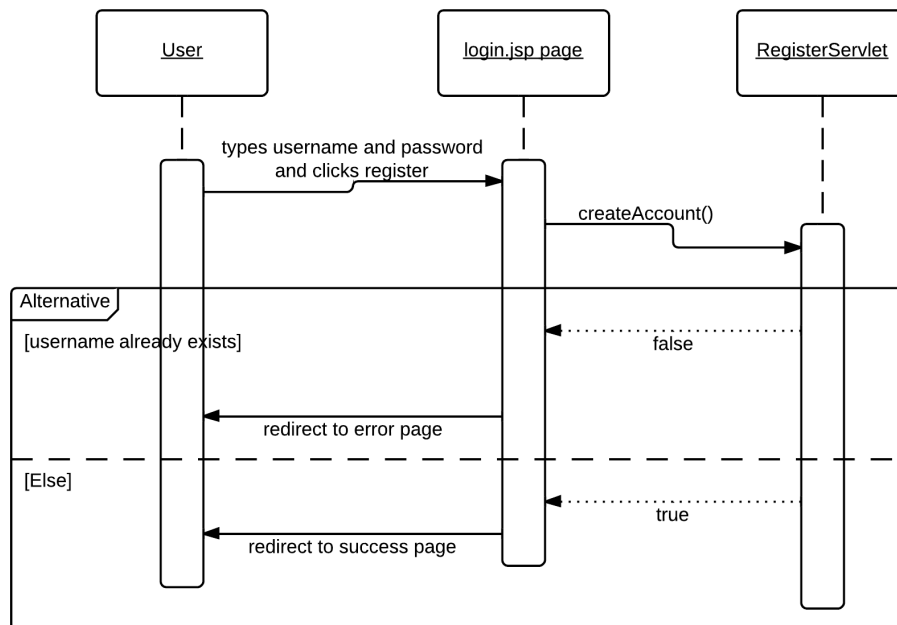 User
login.jsp page
RegisterServlet
types username and password
and clicks register
createAccount()
Alternative
[username already exists]
false
redirect to error page
[Else]
true
redirect to success page